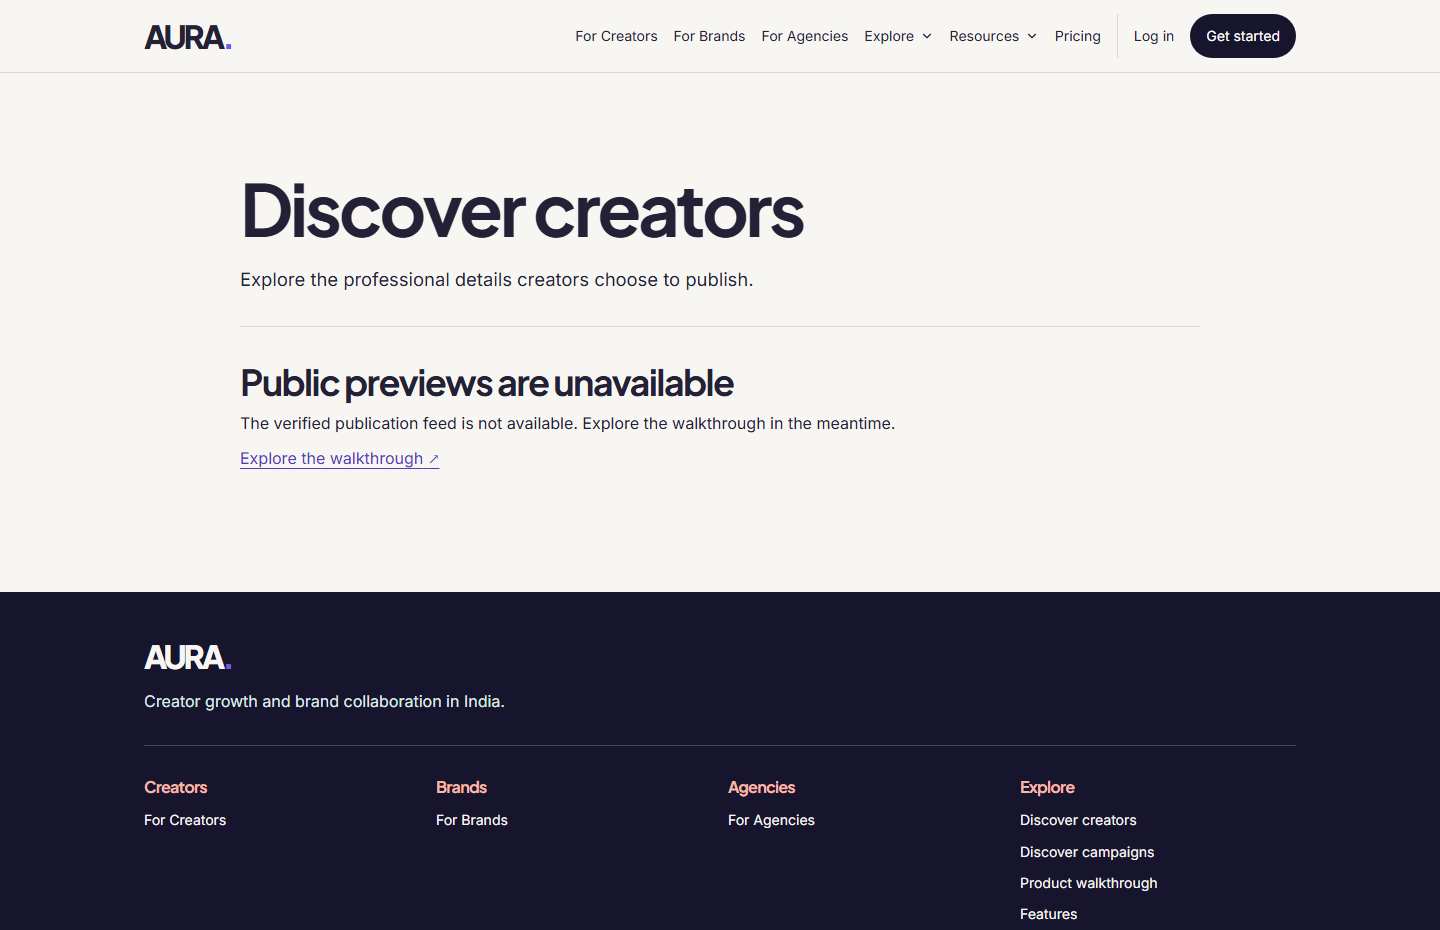 AURA.
For Creators
For Brands
For Agencies
Explore
Resources
Pricing
Log in
Get started
Discover creators
Explore the professional details creators choose to publish.
Public previews are unavailable
The verified publication feed is not available. Explore the walkthrough in the meantime.
Explore the walkthrough ↗
AURA.
Creator growth and brand collaboration in India.
Creators
For Creators
Brands
For Brands
Agencies
For Agencies
Explore
Discover creators
Discover campaigns
Product walkthrough
Features